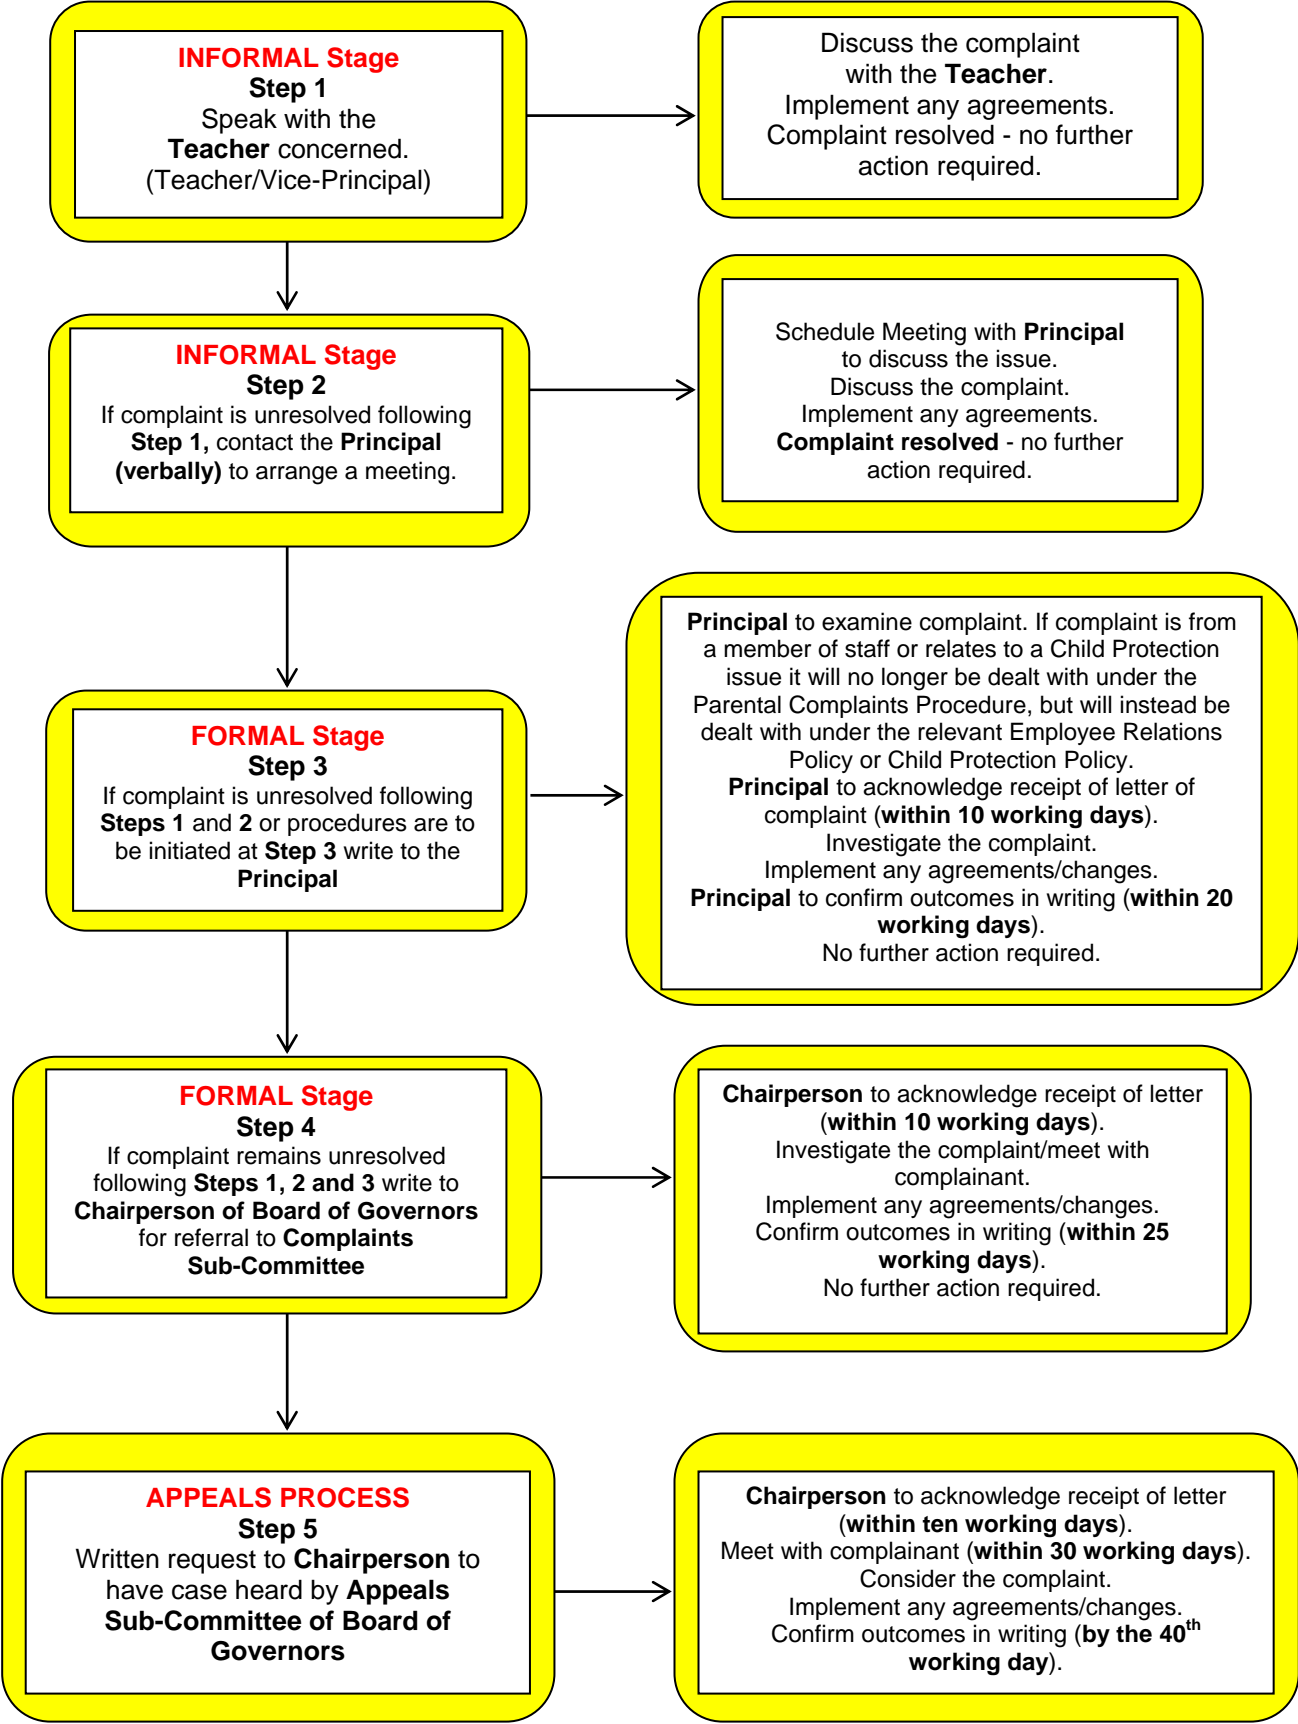 INFORMAL Stage
Step 1
Speak with the
Teacher concerned.
(Teacher/Vice-Principal)
Discuss the complaint
with the Teacher.
Implement any agreements.
Complaint resolved - no further
action required.
INFORMAL Stage
Step 2
If complaint is unresolved following
Step 1, contact the Principal
(verbally) to arrange a meeting.
Schedule Meeting with Principal
to discuss the issue.
Discuss the complaint.
Implement any agreements.
Complaint resolved - no further
action required.
FORMAL Stage
Step 3
If complaint is unresolved following
Steps 1 and 2 or procedures are to
be initiated at Step 3 write to the
Principal
Principal to examine complaint. If complaint is from
a member of staff or relates to a Child Protection
issue it will no longer be dealt with under the
Parental Complaints Procedure, but will instead be
dealt with under the relevant Employee Relations
Policy or Child Protection Policy.
Principal to acknowledge receipt of letter of
complaint (within 10 working days).
Investigate the complaint.
Implement any agreements/changes.
Principal to confirm outcomes in writing (within 20
working days).
No further action required.
FORMAL Stage
Step 4
If complaint remains unresolved
following Steps 1, 2 and 3 write to
Chairperson of Board of Governors
for referral to Complaints
Sub-Committee
Chairperson to acknowledge receipt of letter
(within 10 working days).
Investigate the complaint/meet with
complainant.
Implement any agreements/changes.
Confirm outcomes in writing (within 25
working days).
No further action required.
APPEALS PROCESS
Step 5
Written request to Chairperson to
have case heard by Appeals
Sub-Committee of Board of
Governors
Chairperson to acknowledge receipt of letter
(within ten working days).
Meet with complainant (within 30 working days).
Consider the complaint.
Implement any agreements/changes.
Confirm outcomes in writing (by the 40th
working day).